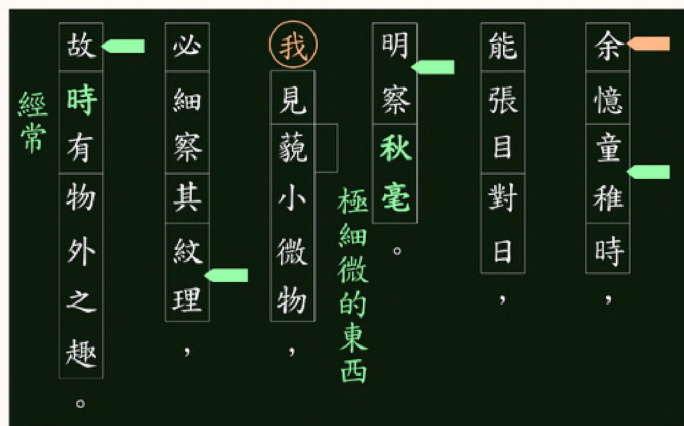 余憶童稚時，
能張目對日，
明察秋毫。
極細微的東西
我見藐小微物，
必細察其紋理，
故時有物外之趣。
經常